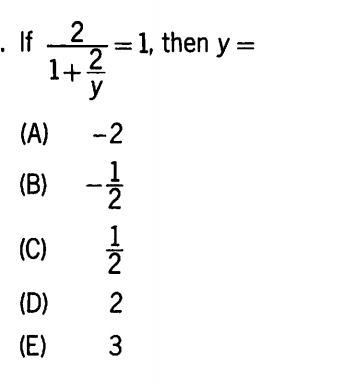 . If 2/(1+2/y) = 1, then y =
(A) -2
(B) -1/2
(C) 1/2
(D) 2
(E) 3